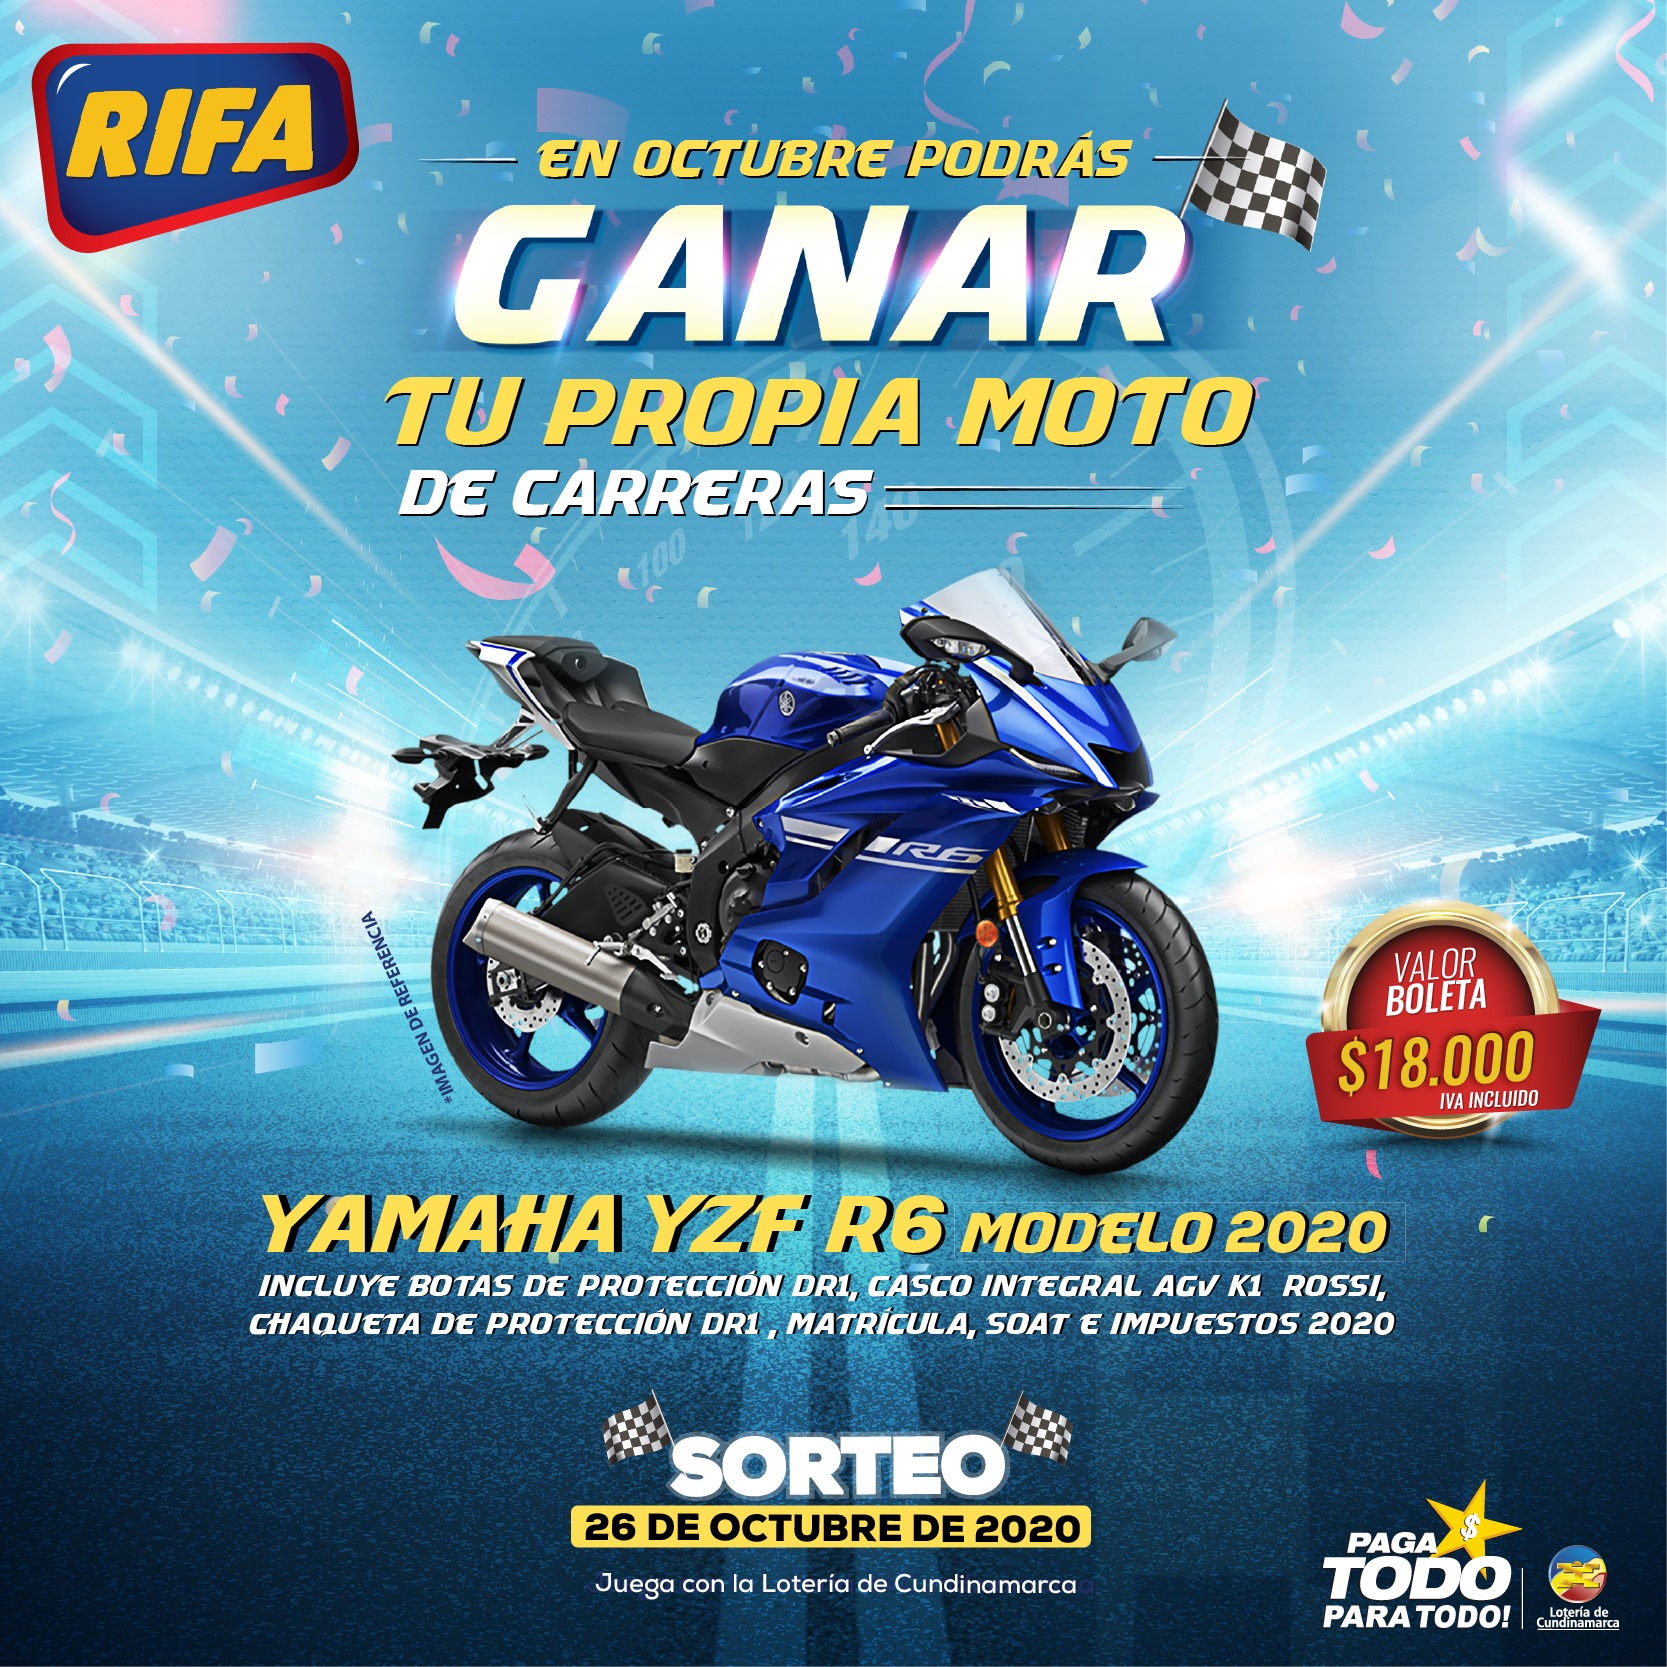 RIFA
EN OCTUBRE PODRÁS
GANAR
TU PROPIA MOTO
DE CARRERAS
100
140
R6
*IMAGEN DE REFERENCIA
VALOR
BOLETA
$18.000
IVA INCLUIDO
YAMAHA YZF R6 MODELO 2020
INCLUYE BOTAS DE PROTECCIÓN DR1, CASCO INTEGRAL AGV K1 ROSSI,
CHAQUETA DE PROTECCIÓN DR1 , MATRÍCULA, SOAT E IMPUESTOS 2020
SORTEO
26 DE OCTUBRE DE 2020
Juega con la Lotería de Cundinamarca
$
PAGA
TODO
PARA TODO!
Lotería de
Cundinamarca